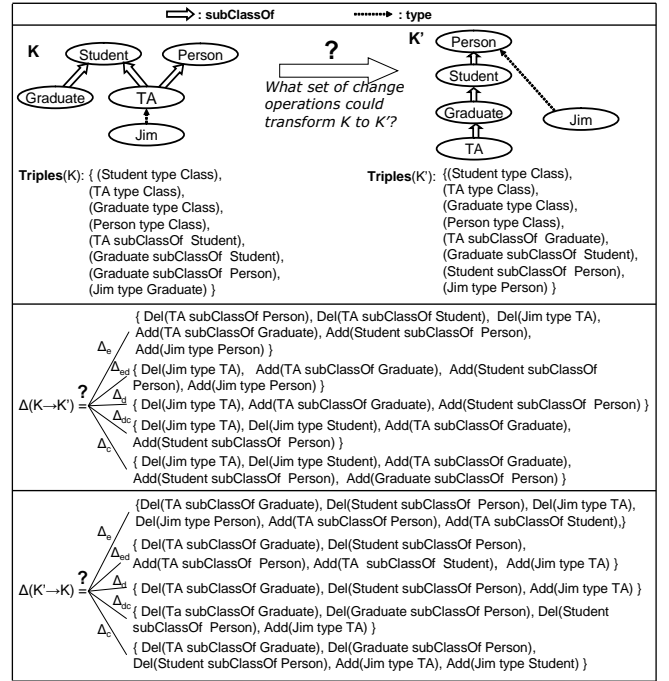 : subClassOf : type
K Student Person
Graduate TA
Jim
?
What set of change
operations could
transform K to K’?
K’ Person
Student
Graduate Jim
TA
Triples(K): { (Student type Class),
(TA type Class),
(Graduate type Class),
(Person type Class),
(TA subClassOf Student),
(Graduate subClassOf Student),
(Graduate subClassOf Person),
(Jim type Graduate) }
Triples(K’): {(Student type Class),
(TA type Class),
(Graduate type Class),
(Person type Class),
(TA subClassOf Graduate),
(Graduate subClassOf Student),
(Student subClassOf Person),
(Jim type Person) }
Δ(K→K’) = ?
Δe { Del(TA subClassOf Person), Del(TA subClassOf Student), Del(Jim type TA),
Add(TA subClassOf Graduate), Add(Student subClassOf Person),
Add(Jim type Person) }
Δed { Del(Jim type TA), Add(TA subClassOf Graduate), Add(Student subClassOf
Person), Add(Jim type Person) }
Δd { Del(Jim type TA), Add(TA subClassOf Graduate), Add(Student subClassOf Person) }
Δdc { Del(Jim type TA), Del(Jim type Student), Add(TA subClassOf Graduate),
Add(Student subClassOf Person) }
Δc { Del(Jim type TA), Del(Jim type Student), Add(TA subClassOf Graduate),
Add(Student subClassOf Person), Add(Graduate subClassOf Person) }
Δ(K’→K) = ?
Δe {Del(TA subClassOf Graduate), Del(Student subClassOf Person), Del(Jim type TA),
Del(Jim type Person), Add(TA subClassOf Person), Add(TA subClassOf Student),}
Δed { Del(TA subClassOf Graduate), Del(Student subClassOf Person),
Add(TA subClassOf Person), Add(TA subClassOf Student), Add(Jim type TA) }
Δd { Del(TA subClassOf Graduate), Del(Student subClassOf Person), Add(Jim type TA) }
Δdc { Del(Ta subClassOf Graduate), Del(Graduate subClassOf Person), Del(Student
subClassOf Person), Add(Jim type TA) }
Δc { Del(TA subClassOf Graduate), Del(Graduate subClassOf Person),
Del(Student subClassOf Person), Add(Jim type TA), Add(Jim type Student) }